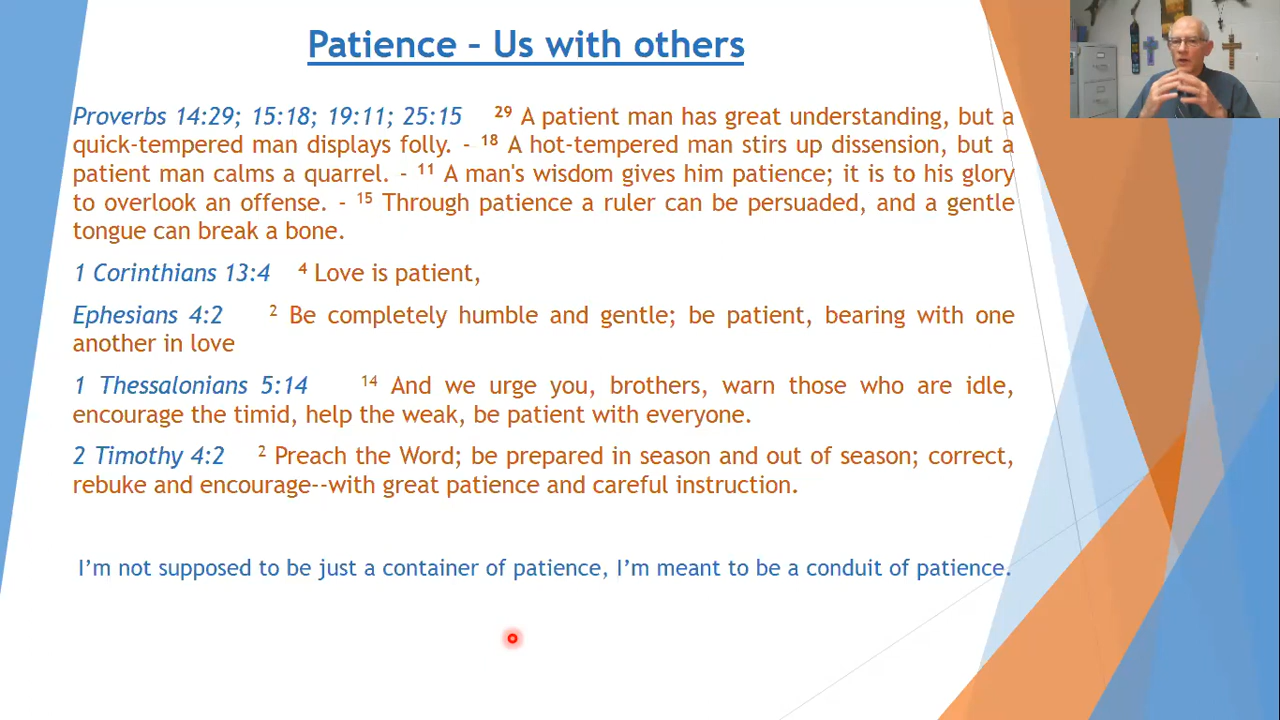 Patience – Us with others
Proverbs 14:29; 15:18; 19:11; 25:15 29 A patient man has great understanding, but a
quick-tempered man displays folly. - 18 A hot-tempered man stirs up dissension, but a
patient man calms a quarrel. - 11 A man's wisdom gives him patience; it is to his glory
to overlook an offense. - 15 Through patience a ruler can be persuaded, and a gentle
tongue can break a bone.
1 Corinthians 13:4 4 Love is patient,
Ephesians 4:2 2 Be completely humble and gentle; be patient, bearing with one
another in love
1 Thessalonians 5:14 14 And we urge you, brothers, warn those who are idle,
encourage the timid, help the weak, be patient with everyone.
2 Timothy 4:2 2 Preach the Word; be prepared in season and out of season; correct,
rebuke and encourage--with great patience and careful instruction.
I’m not supposed to be just a container of patience, I’m meant to be a conduit of patience.